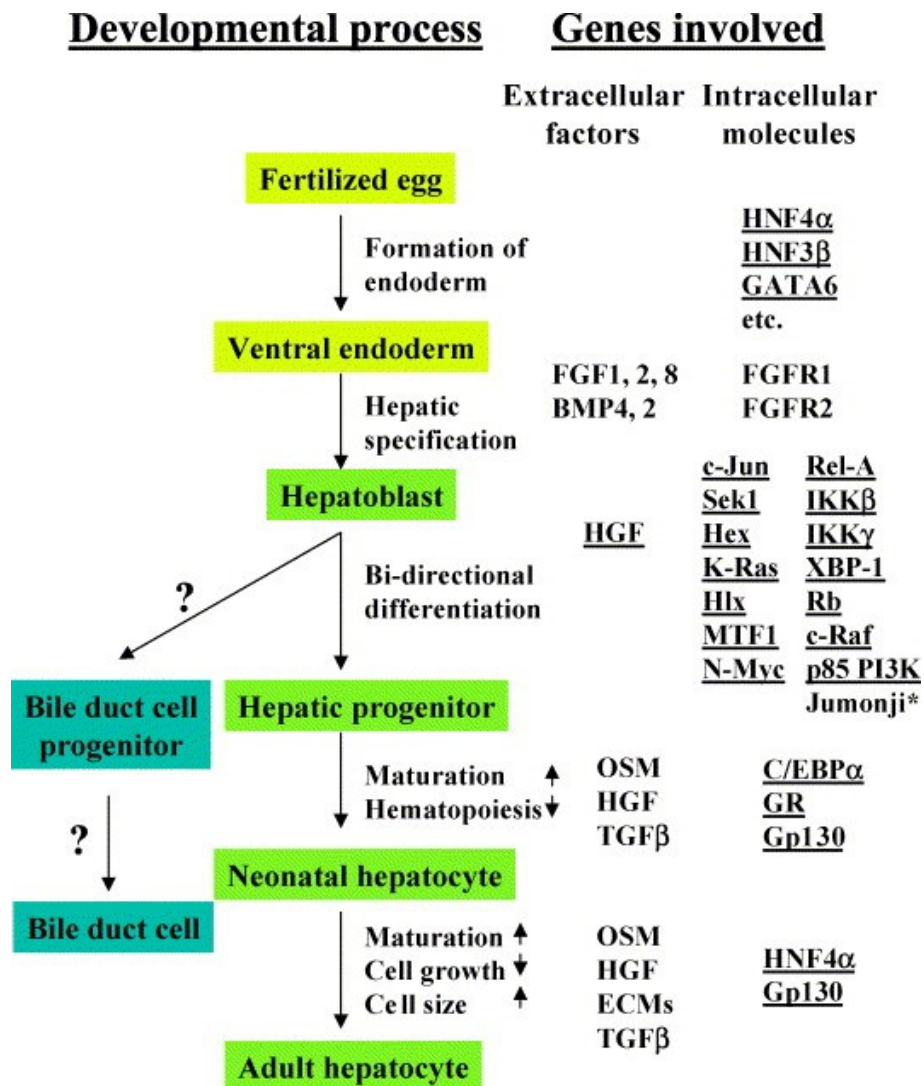 Developmental process Genes involved
Extracellular factors
Intracellular molecules
Fertilized egg
Formation of
endoderm
HNF4α
HNF3β
GATA6
etc.
Ventral endoderm
Hepatic
specification
FGF1, 2, 8
BMP4, 2
FGFR1
FGFR2
Hepatoblast
?
Bi-directional
differentiation
HGF
c-Jun Rel-A
Sek1 IKKβ
Hex IKKγ
K-Ras XBP-1
Hlx Rb
MTF1 c-Raf
N-Myc p85 PI3K
Jumonji*
Bile duct cell
progenitor
Hepatic progenitor
?
Maturation
Hematopoiesis
OSM
HGF
TGFβ
C/EBPα
GR
Gp130
Neonatal hepatocyte
Bile duct cell
Maturation
Cell growth
Cell size
OSM
HGF
ECMs
TGFβ
HNF4α
Gp130
Adult hepatocyte